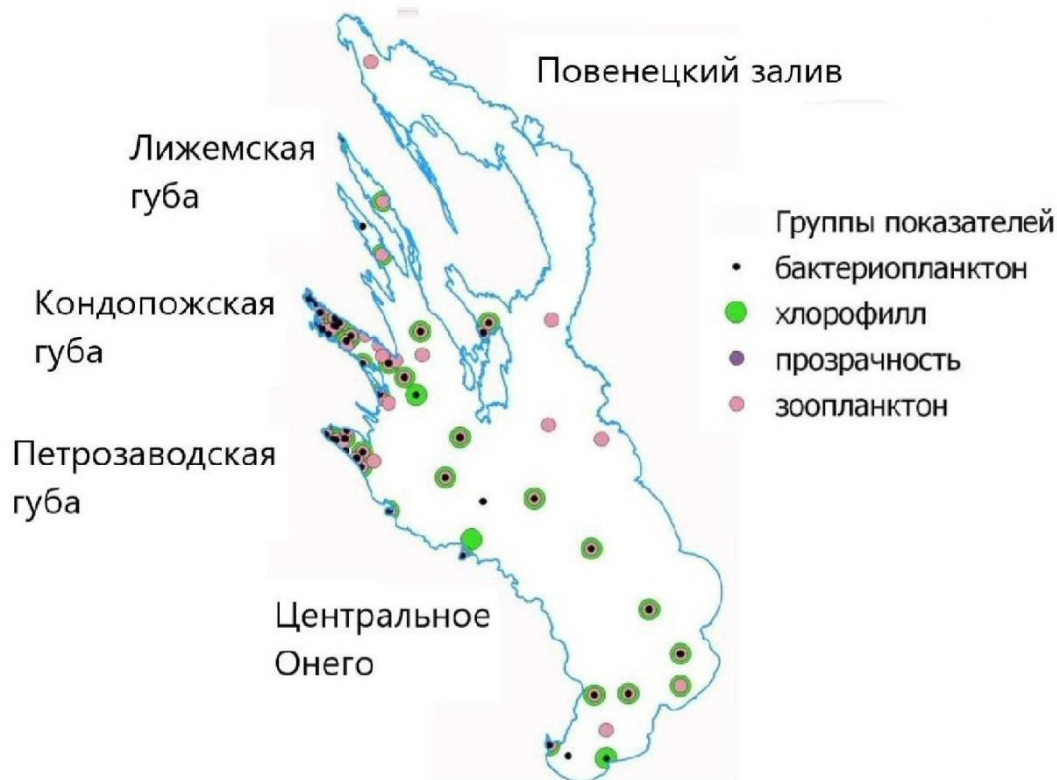 Повенецкий залив
Лижемская
губа
Кондопожская
губа
Петрозаводская
губа
Центральное
Онего
Группы показателей
бактериопланктон
хлорофилл
прозрачность
зоопланктон